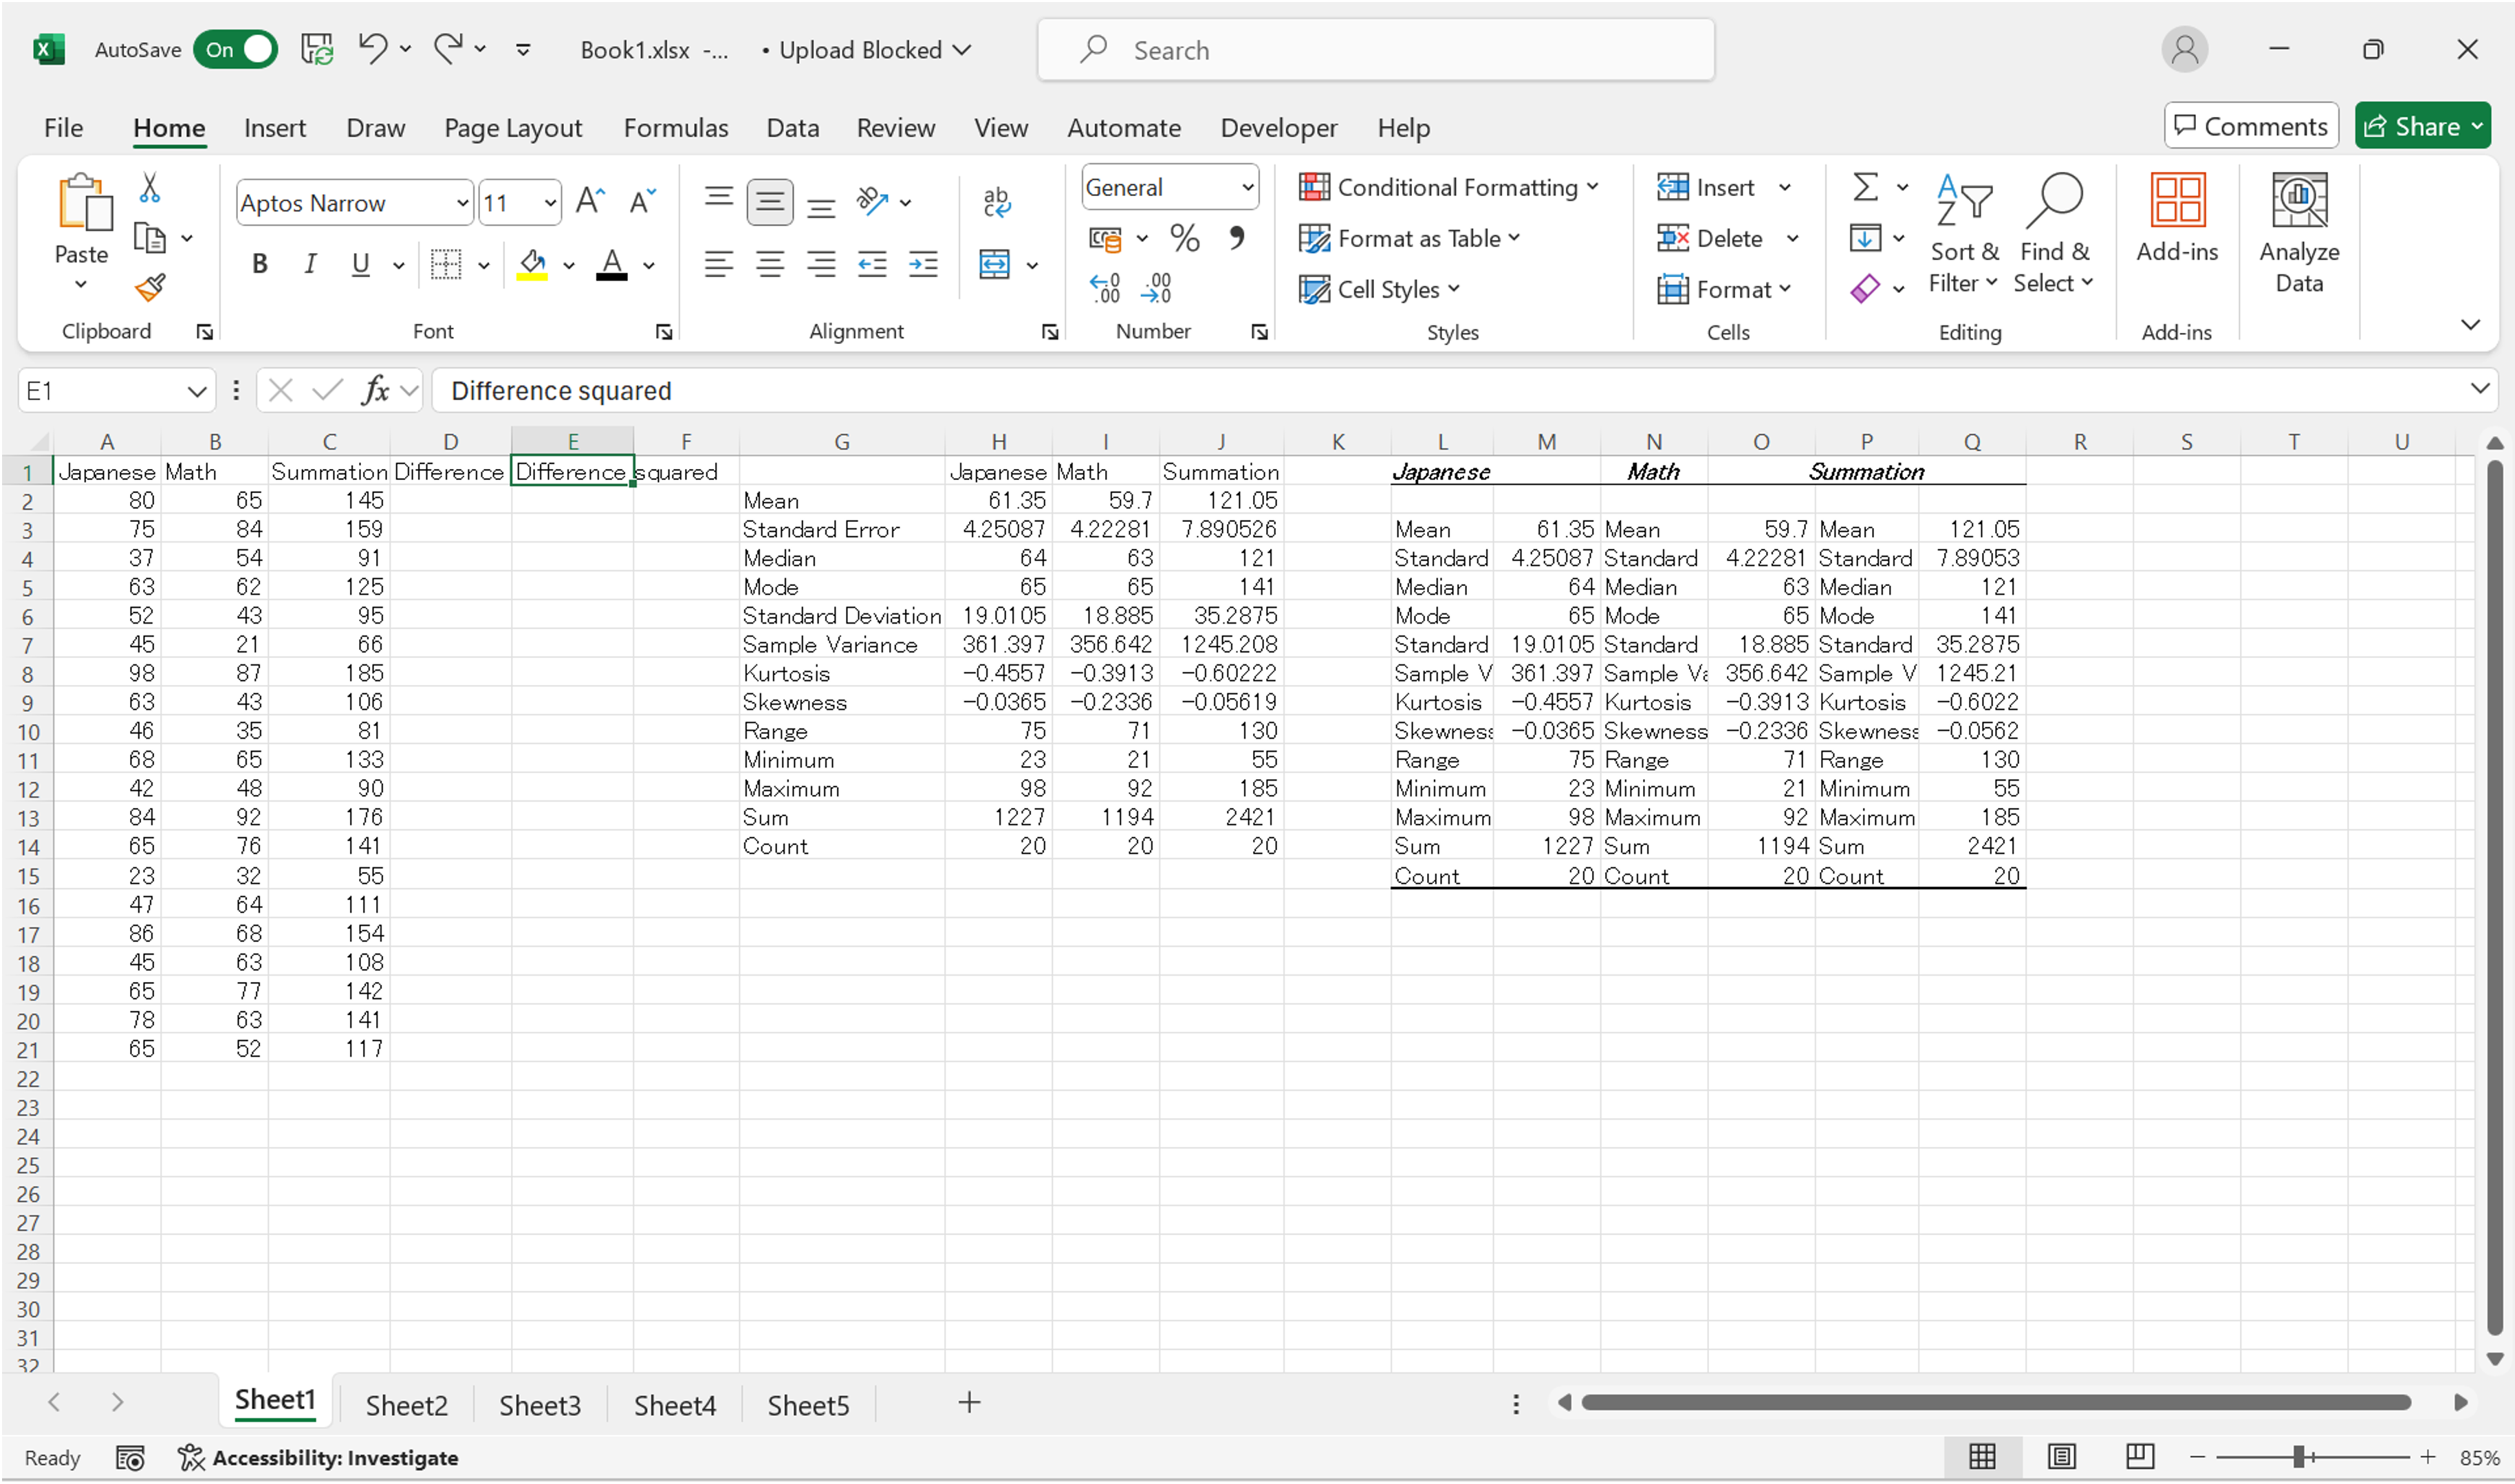 AutoSave On Book1.xlsx -... • Upload Blocked Search
File Home Insert Draw Page Layout Formulas Data Review View Automate Developer Help Comments Share
Paste
Clipboard
Aptos Narrow 11
B I U A
Font
ab
Alignment
General
% 9
Number
Conditional Formatting
Format as Table
Cell Styles
Styles
Insert
Delete
Format
Cells
Sort & Filter
Find & Select
Editing
Add-ins
Add-ins
Analyze Data
E1 fx Difference squared
A B C D E F G H I J K L M N O P Q R S T U
1 Japanese Math Summation Difference Difference squared Japanese Math Summation Japanese Math Summation
2 80 65 145 Mean 61.35 59.7 121.05
3 75 84 159 Standard Error 4.25087 4.22281 7.890526 Mean 61.35 Mean 59.7 Mean 121.05
4 37 54 91 Median 64 63 121 Standard 4.25087 Standard 4.22281 Standard 7.89053
5 63 62 125 Mode 65 65 141 Median 64 Median 63 Median 121
6 52 43 95 Standard Deviation 19.0105 18.885 35.2875 Mode 65 Mode 65 Mode 141
7 45 21 66 Sample Variance 361.397 356.642 1245.208 Standard 19.0105 Standard 18.885 Standard 35.2875
8 98 87 185 Kurtosis -0.4557 -0.3913 -0.60222 Sample V 361.397 Sample Va 356.642 Sample V 1245.21
9 63 43 106 Skewness -0.0365 -0.2336 -0.05619 Kurtosis -0.4557 Kurtosis -0.3913 Kurtosis -0.6022
10 46 35 81 Range 75 71 130 Skewness -0.0365 Skewness -0.2336 Skewness -0.0562
11 68 65 133 Minimum 23 21 55 Range 75 Range 71 Range 130
12 42 48 90 Maximum 98 92 185 Minimum 23 Minimum 21 Minimum 55
13 84 92 176 Sum 1227 1194 2421 Maximum 98 Maximum 92 Maximum 185
14 65 76 141 Count 20 20 20 Sum 1227 Sum 1194 Sum 2421
15 23 32 55 Count 20 Count 20 Count 20
16 47 64 111
17 86 68 154
18 45 63 108
19 65 77 142
20 78 63 141
21 65 52 117
22
23
24
25
26
27
28
29
30
31
32
Sheet1 Sheet2 Sheet3 Sheet4 Sheet5 +
Ready Accessibility: Investigate 85%